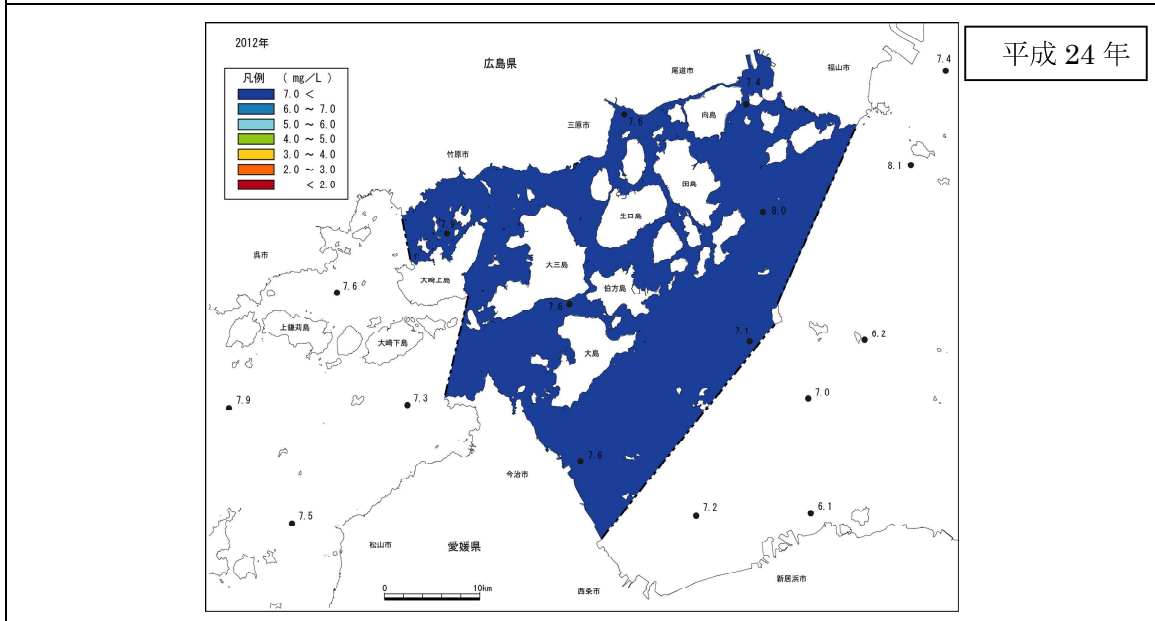 平成 24 年
2012年
凡例 ( mg/L )
7.0 <
6.0 ～ 7.0
5.0 ～ 6.0
4.0 ～ 5.0
3.0 ～ 4.0
2.0 ～ 3.0
< 2.0
広島県
尾道市
福山市
7.4
7.4
7.6
向島
三原市
8.1
竹原市
田島
生口島
8.0
7.9
呉市
大三島
大崎上島
伯方島
7.6
7.6
上鎌苅島
大崎下島
大島
7.1
6.2
7.9
7.3
7.0
7.6
今治市
7.5
7.2
6.1
松山市
愛媛県
新居浜市
西条市
0 10km